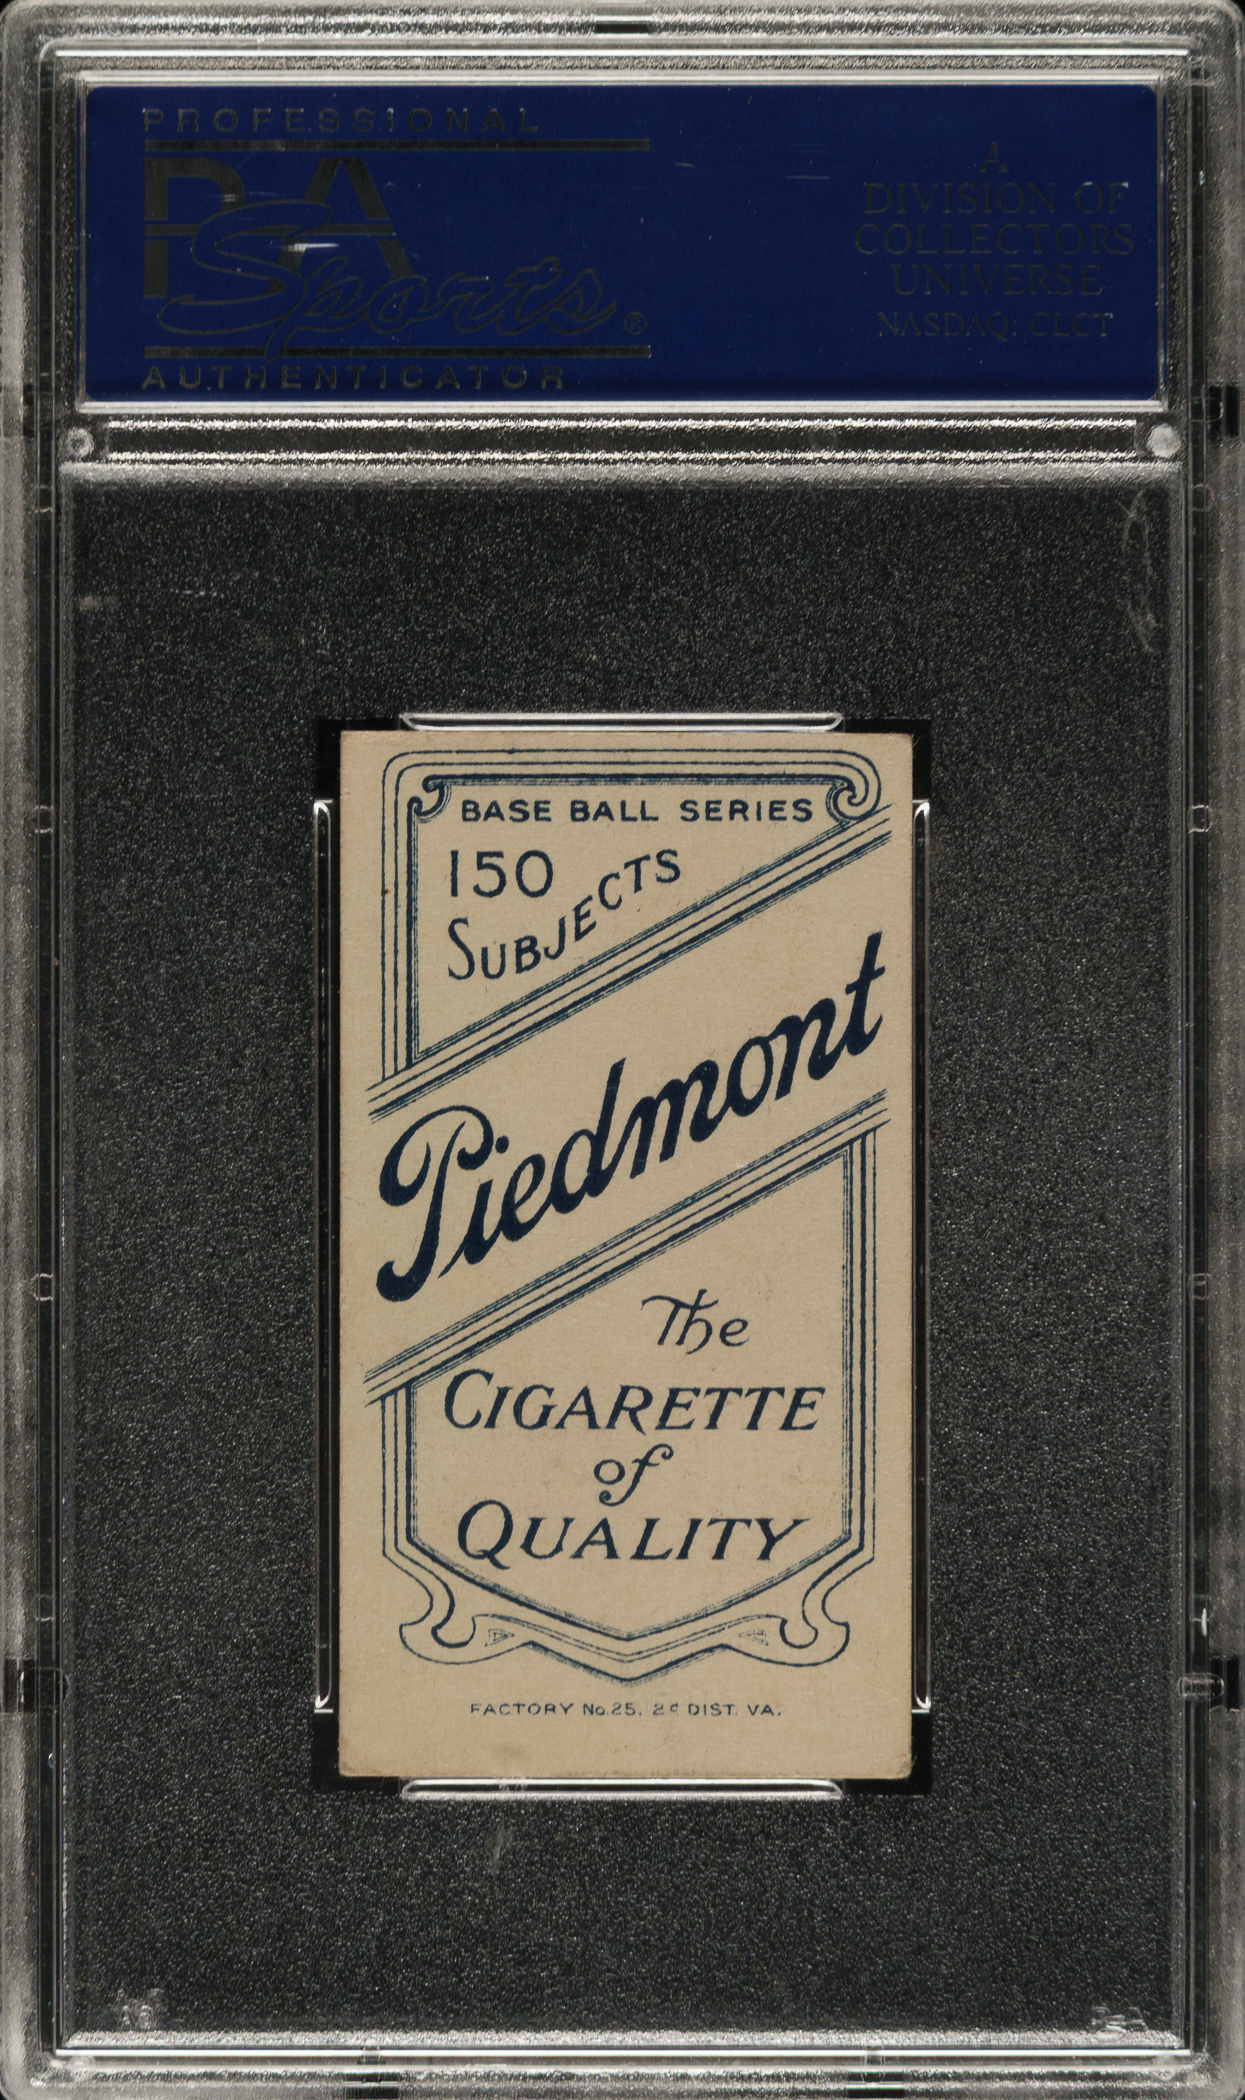 PROFESSIONAL
PSA
Sports®
AUTHENTICATOR
A
DIVISION OF
COLLECTORS
UNIVERSE
NASDAQ: CLCT
BASE BALL SERIES
150
SUBJECTS
Piedmont
The
CIGARETTE
of
QUALITY
FACTORY No. 25, 2d DIST. VA.